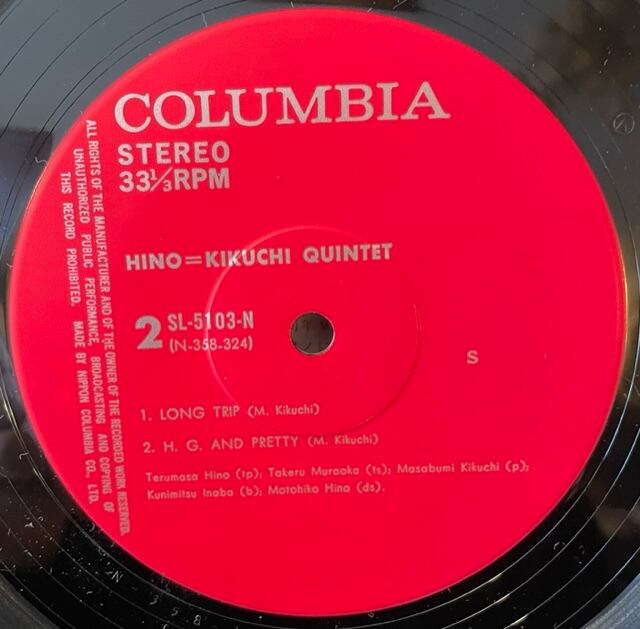 COLUMBIA
STEREO
33⅓RPM
HINO=KIKUCHI QUINTET
2 SL-5103-N
(N-358-324)
S
1. LONG TRIP (M. Kikuchi)
2. H. G. AND PRETTY (M. Kikuchi)
Terumasa Hino (tp); Takeru Muraoka (ts); Masabumi Kikuchi (p);
Kunimitsu Inaba (b); Motohiko Hino (ds).
ALL RIGHTS OF THE MANUFACTURER AND OF THE OWNER OF THE RECORDED WORK RESERVED.
UNAUTHORIZED PUBLIC PERFORMANCE, BROADCASTING AND COPYING OF
THIS RECORD PROHIBITED. MADE BY NIPPON COLUMBIA CO., LTD.
N-358